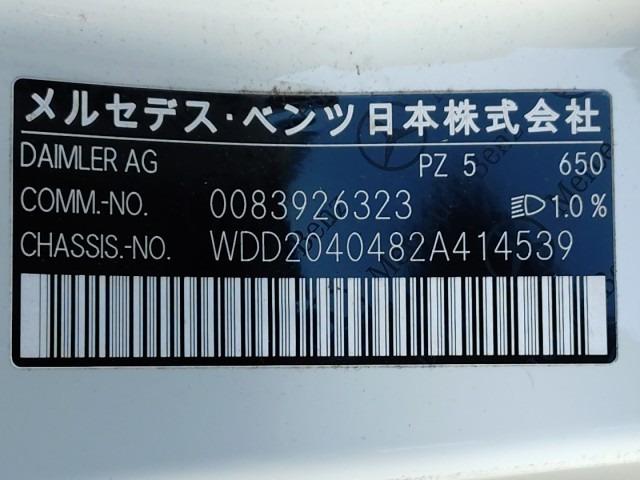 メルセデス・ベンツ日本株式会社
DAIMLER AG PZ 5 650
COMM.-NO. 0083926323 1.0%
CHASSIS.-NO. WDD2040482A414539